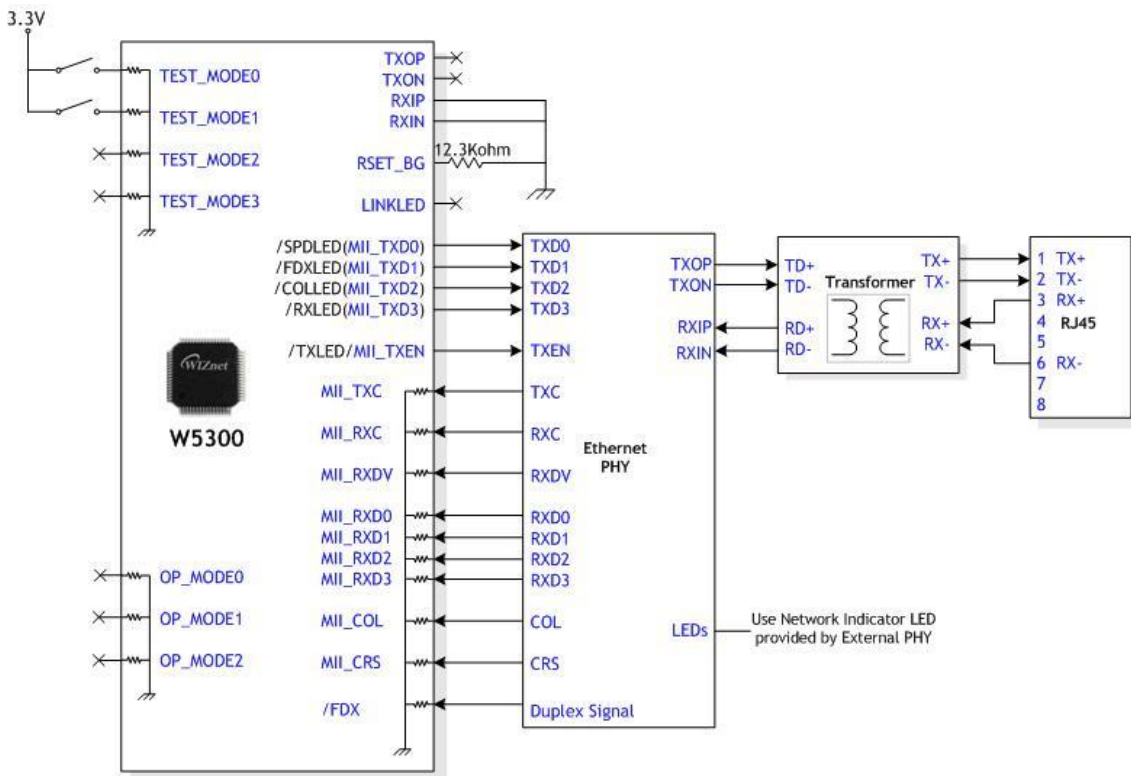 3.3V
TEST_MODE0
TEST_MODE1
TEST_MODE2
TEST_MODE3
TXOP
TXON
RXIP
RXIN
RSET_BG
12.3Kohm
LINKLED
/SPDLED(MII_TXD0)
/FDXLED(MII_TXD1)
/COLLED(MII_TXD2)
/RXLED(MII_TXD3)
/TXLED/MII_TXEN
MII_TXC
MII_RXC
MII_RXDV
MII_RXD0
MII_RXD1
MII_RXD2
MII_RXD3
MII_COL
MII_CRS
/FDX
WIZnet
W5300
OP_MODE0
OP_MODE1
OP_MODE2
TXD0
TXD1
TXD2
TXD3
TXEN
TXC
RXC
RXDV
RXD0
RXD1
RXD2
RXD3
COL
CRS
Duplex Signal
Ethernet
PHY
TXOP
TXON
RXIP
RXIN
LEDs
Use Network Indicator LED
provided by External PHY
TD+
TD-
RD+
RD-
Transformer
TX+
TX-
RX+
RX-
1 TX+
2 TX-
3 RX+
4
5
6 RX-
7
8
RJ45